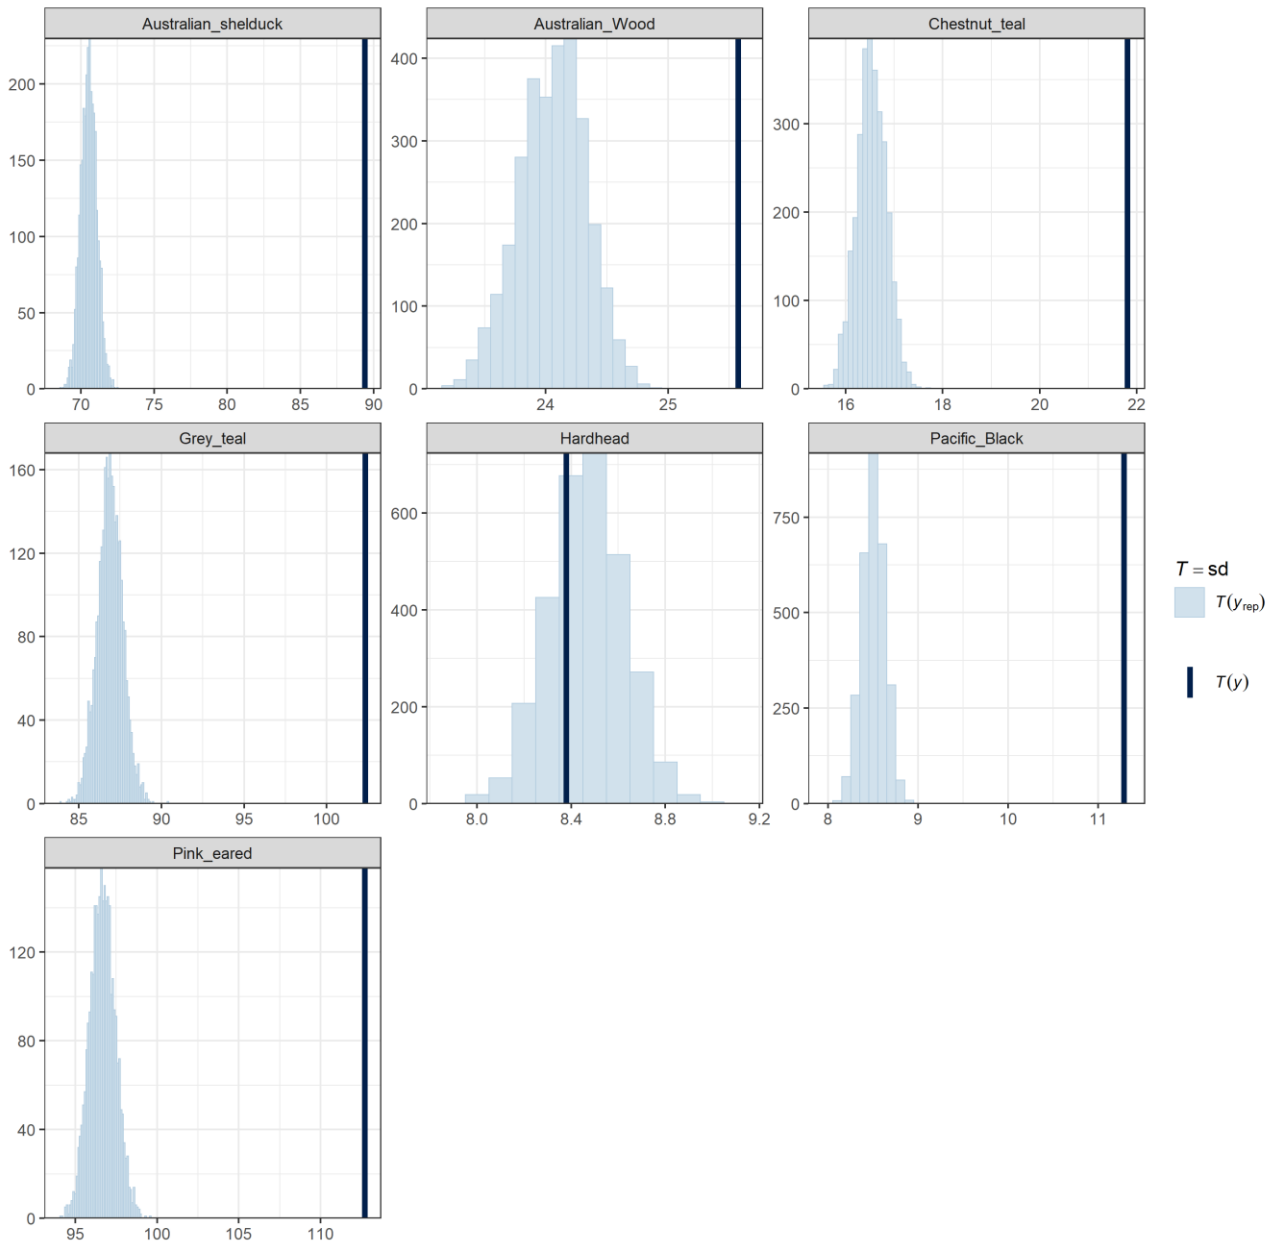 Australian_shelduck
Australian_Wood
Chestnut_teal
200
150
100
50
0
70 75 80 85 90
400
300
200
100
0
24 25
300
200
100
0
16 18 20 22
Grey_teal
Hardhead
Pacific_Black
160
120
80
40
0
85 90 95 100
600
400
200
0
8.0 8.4 8.8 9.2
750
500
250
0
8 9 10 11
Pink_eared
120
80
40
0
95 100 105 110
T = sd
T(yrep)
T(y)